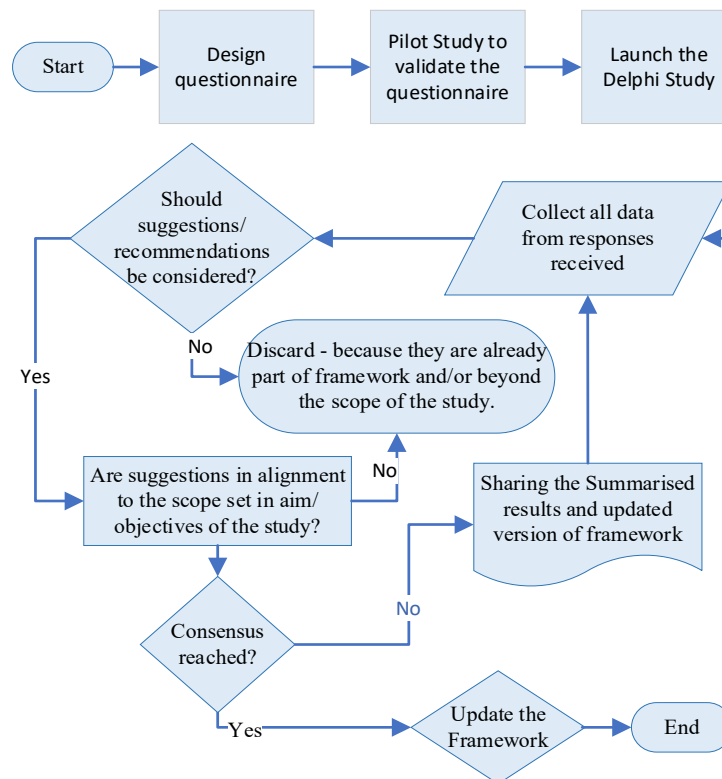 Start
Design
questionnaire
Pilot Study to
validate the
questionnaire
Launch the
Delphi Study
Should
suggestions/
recommendations
be considered?
Collect all data
from responses
received
No
Yes
Discard - because they are already
part of framework and/or beyond
the scope of the study.
Are suggestions in alignment
to the scope set in aim/
objectives of the study?
No
Sharing the Summarised
results and updated
version of framework
No
Consensus
reached?
Yes
Update the
Framework
End